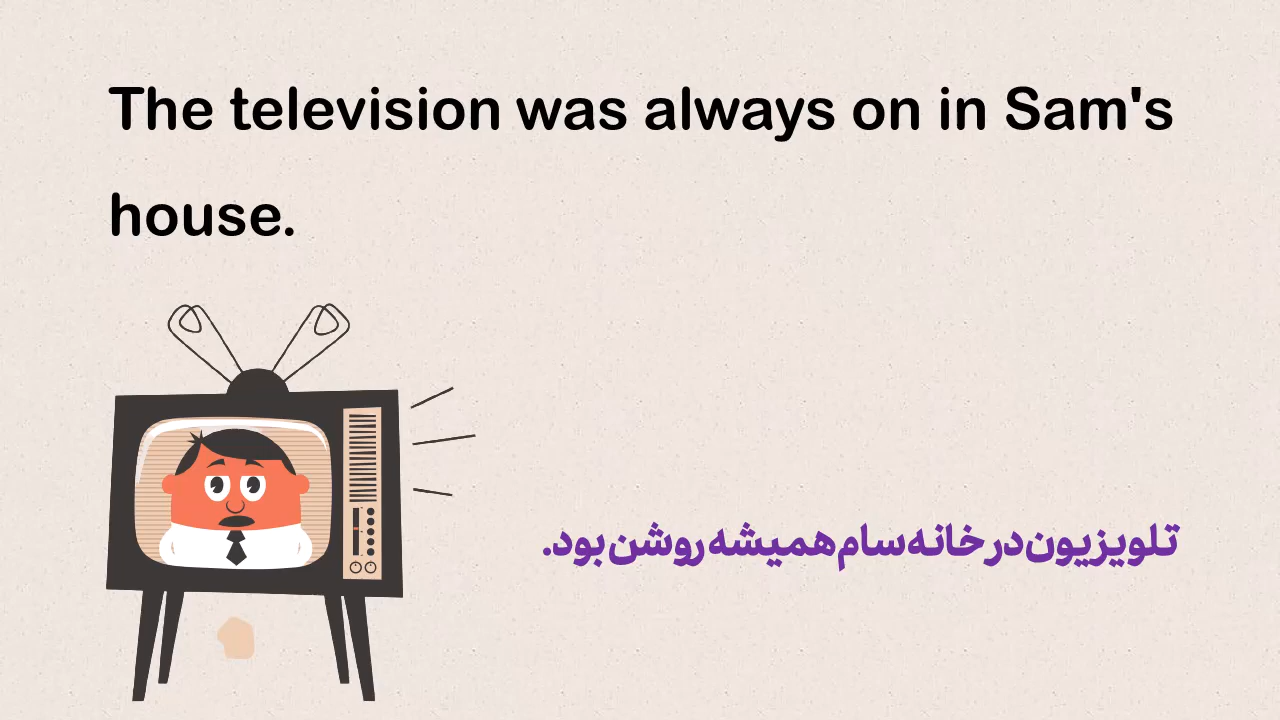 The television was always on in Sam's
house.
تلویزیون در خانه سام همیشه روشن بود.